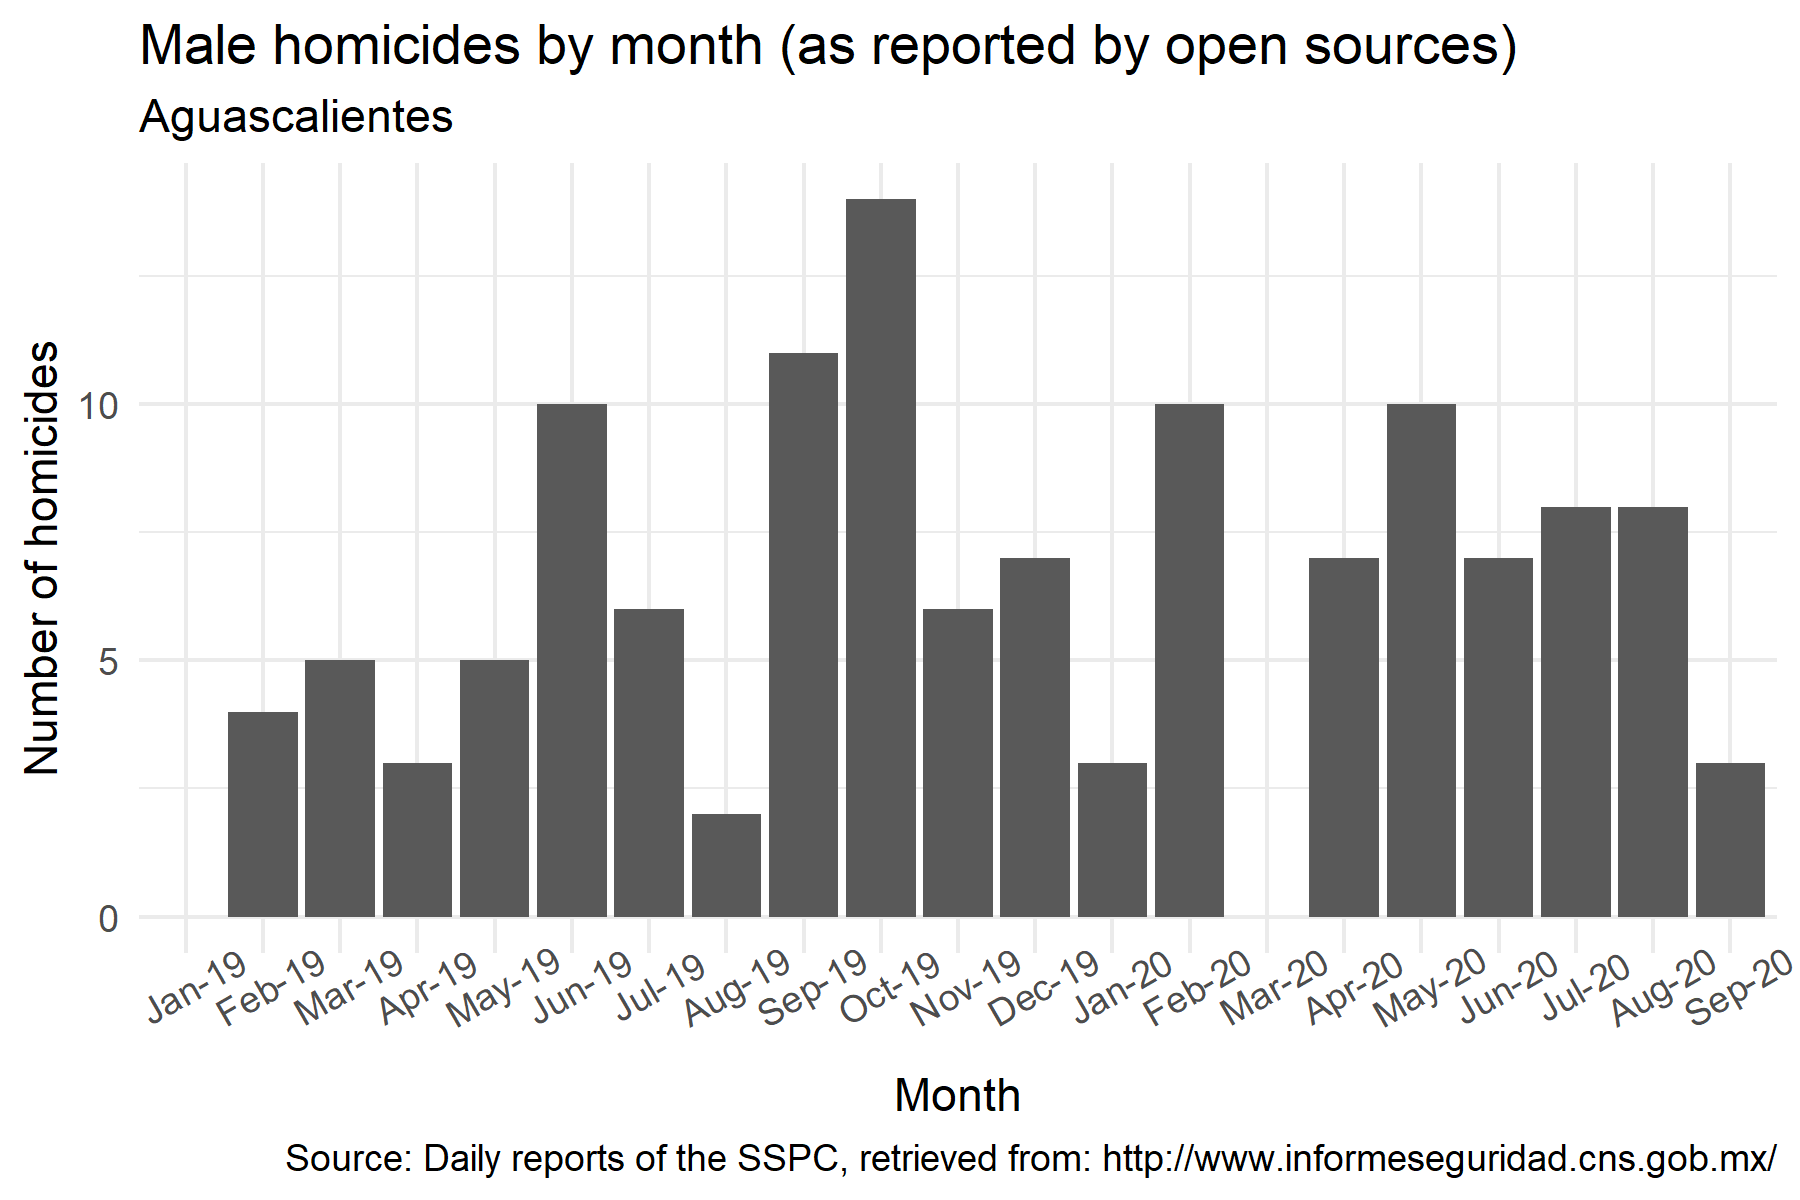 Male homicides by month (as reported by open sources)
Aguascalientes
Number of homicides
10
5
0
Jan-19
Feb-19
Mar-19
Apr-19
May-19
Jun-19
Jul-19
Aug-19
Sep-19
Oct-19
Nov-19
Dec-19
Jan-20
Feb-20
Mar-20
Apr-20
May-20
Jun-20
Jul-20
Aug-20
Sep-20
Month
Source: Daily reports of the SSPC, retrieved from: http://www.informeseguridad.cns.gob.mx/